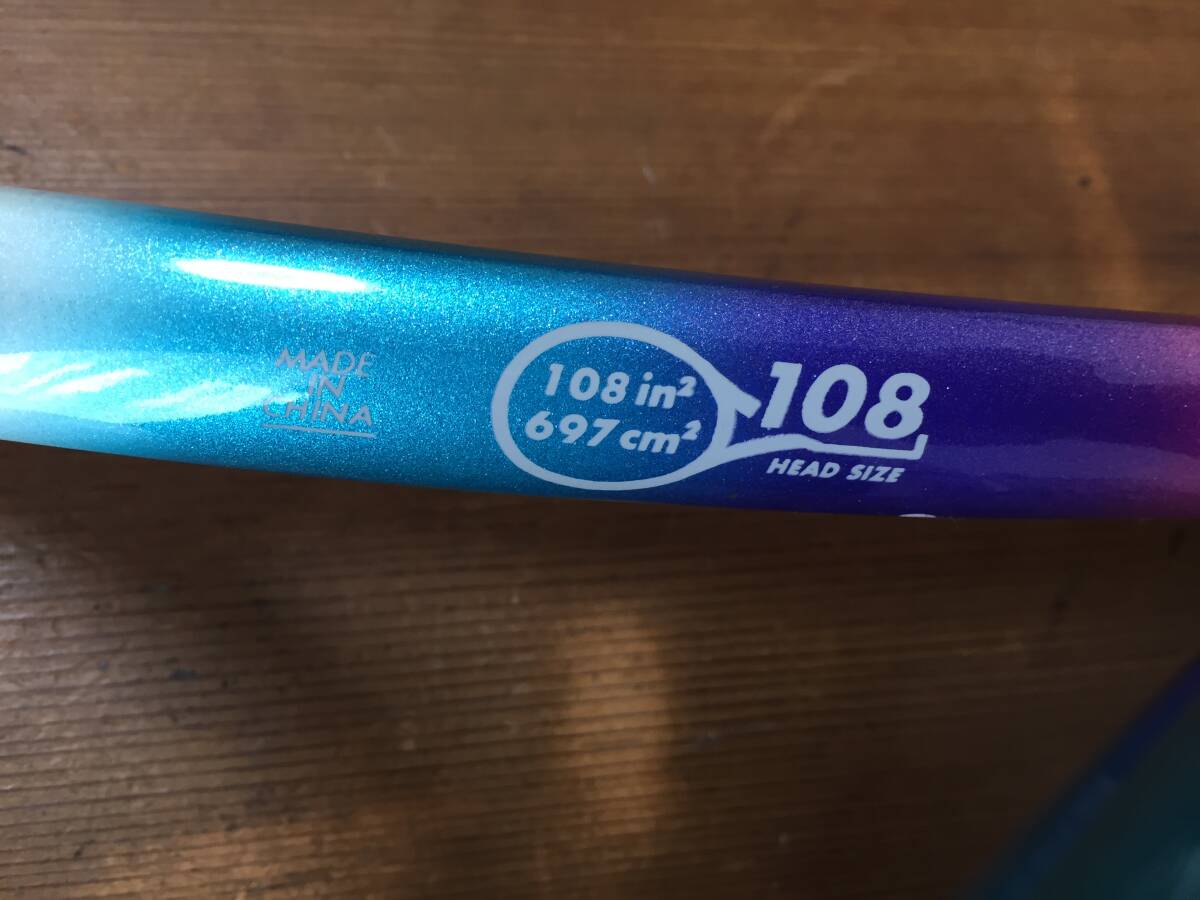 MADE
IN
CHINA
108 in²
697 cm²
108
HEAD SIZE